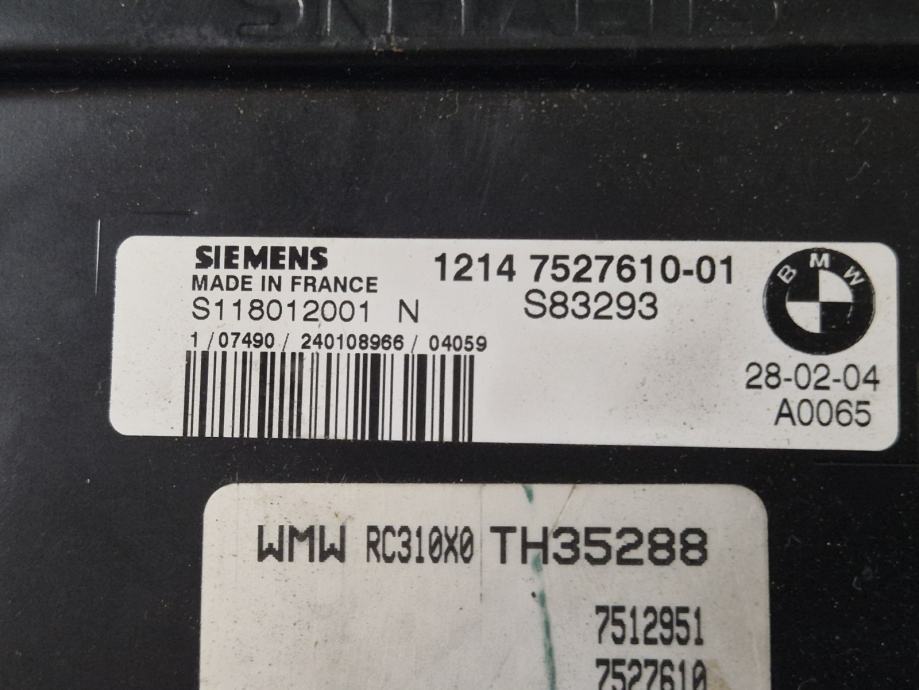 SIEMENS
SIEMENS
MADE IN FRANCE
S118012001 N
1214 7527610-01
S83293
1/07490/240108966/04059
BMW
28-02-04
A0065
WMW RC310X0 TH35288
7512951
7527610